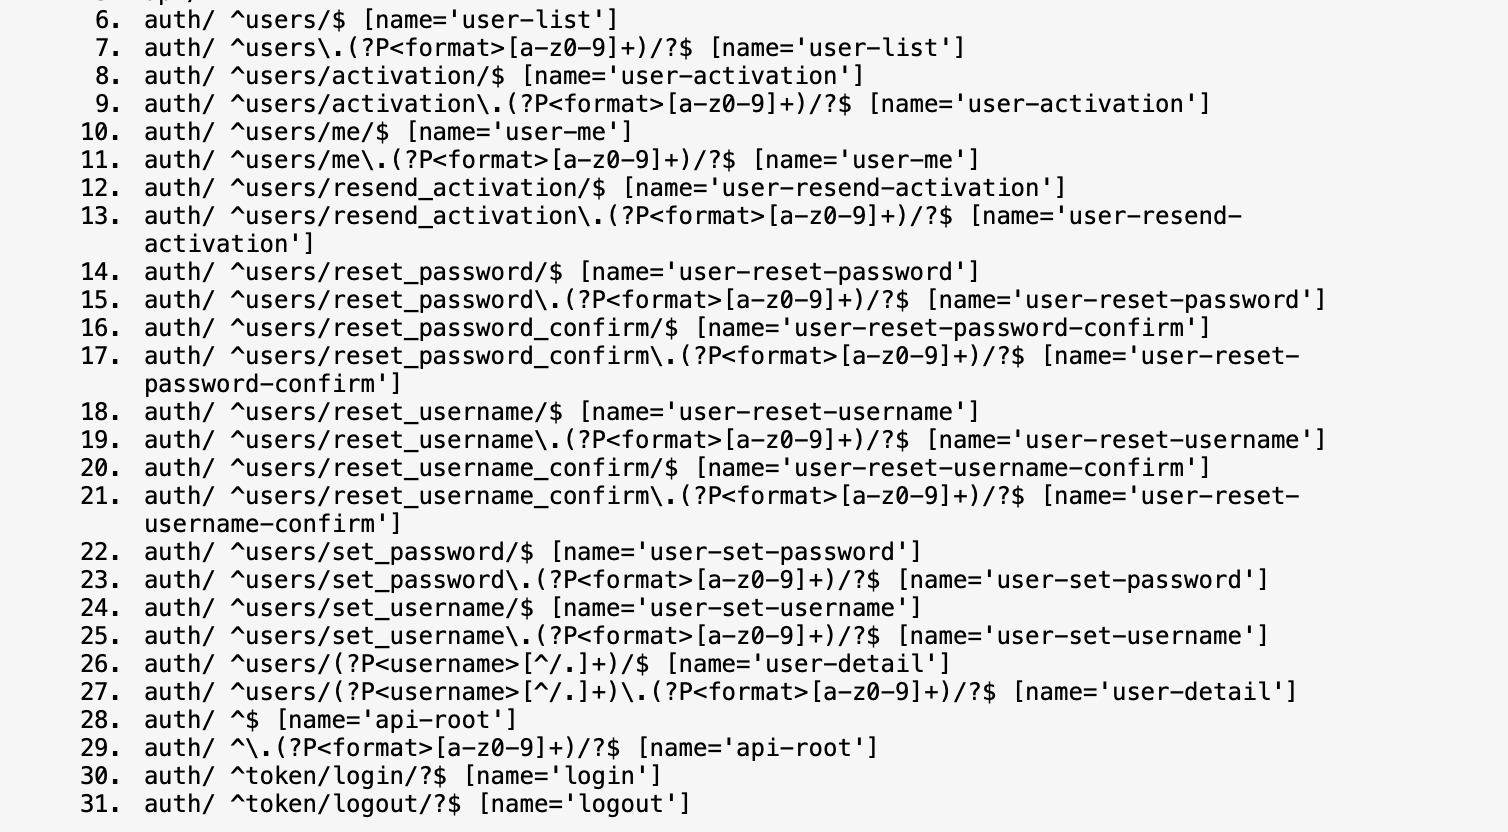 6. auth/ ^users/$ [name='user-list']
7. auth/ ^users\.(?P<format>[a-z0-9]+)/?$ [name='user-list']
8. auth/ ^users/activation/$ [name='user-activation']
9. auth/ ^users/activation\.(?P<format>[a-z0-9]+)/?$ [name='user-activation']
10. auth/ ^users/me/$ [name='user-me']
11. auth/ ^users/me\.(?P<format>[a-z0-9]+)/?$ [name='user-me']
12. auth/ ^users/resend_activation/$ [name='user-resend-activation']
13. auth/ ^users/resend_activation\.(?P<format>[a-z0-9]+)/?$ [name='user-resend-
activation']
14. auth/ ^users/reset_password/$ [name='user-reset-password']
15. auth/ ^users/reset_password\.(?P<format>[a-z0-9]+)/?$ [name='user-reset-password']
16. auth/ ^users/reset_password_confirm/$ [name='user-reset-password-confirm']
17. auth/ ^users/reset_password_confirm\.(?P<format>[a-z0-9]+)/?$ [name='user-reset-
password-confirm']
18. auth/ ^users/reset_username/$ [name='user-reset-username']
19. auth/ ^users/reset_username\.(?P<format>[a-z0-9]+)/?$ [name='user-reset-username']
20. auth/ ^users/reset_username_confirm/$ [name='user-reset-username-confirm']
21. auth/ ^users/reset_username_confirm\.(?P<format>[a-z0-9]+)/?$ [name='user-reset-
username-confirm']
22. auth/ ^users/set_password/$ [name='user-set-password']
23. auth/ ^users/set_password\.(?P<format>[a-z0-9]+)/?$ [name='user-set-password']
24. auth/ ^users/set_username/$ [name='user-set-username']
25. auth/ ^users/set_username\.(?P<format>[a-z0-9]+)/?$ [name='user-set-username']
26. auth/ ^users/(?P<username>[^/.]+)/$ [name='user-detail']
27. auth/ ^users/(?P<username>[^/.]+)\.(?P<format>[a-z0-9]+)/?$ [name='user-detail']
28. auth/ ^$ [name='api-root']
29. auth/ ^\.(?P<format>[a-z0-9]+)/?$ [name='api-root']
30. auth/ ^token/login/?$ [name='login']
31. auth/ ^token/logout/?$ [name='logout']